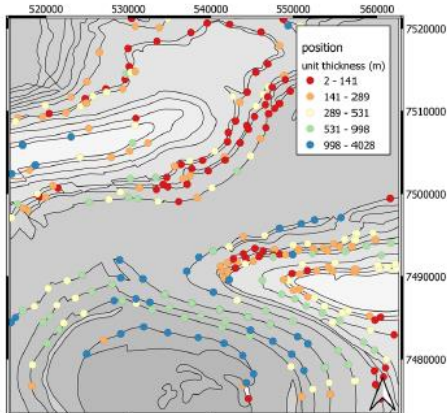 520000 530000 540000 550000 560000
7520000
position
unit thickness (m)
2 - 141
141 - 289
289 - 531
531 - 998
998 - 4028
7510000
7500000
7490000
7480000